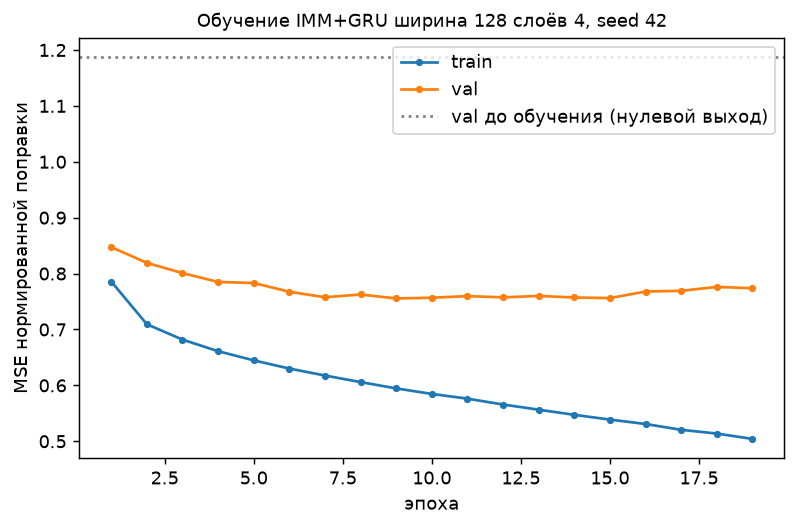 Обучение IMM+GRU ширина 128 слоёв 4, seed 42
MSE нормированной поправки
1.2
1.1
1.0
0.9
0.8
0.7
0.6
0.5
train
val
val до обучения (нулевой выход)
2.5 5.0 7.5 10.0 12.5 15.0 17.5
эпоха